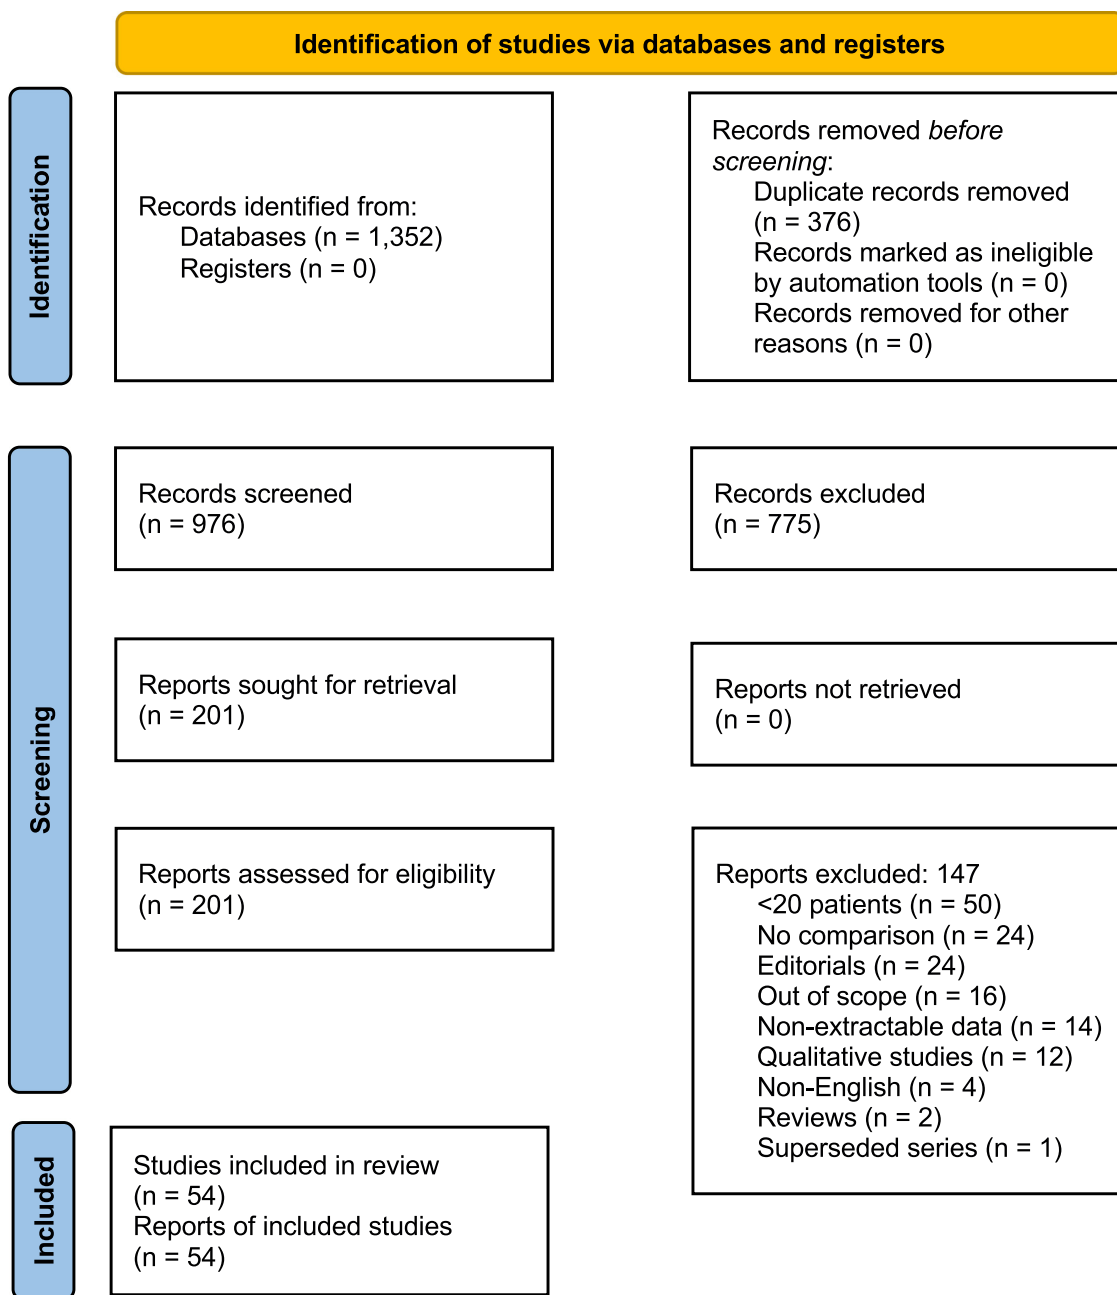 Identification of studies via databases and registers
Identification
Records identified from:
Databases (n = 1,352)
Registers (n = 0)
Records removed before
screening:
Duplicate records removed
(n = 376)
Records marked as ineligible
by automation tools (n = 0)
Records removed for other
reasons (n = 0)
Screening
Records screened
(n = 976)
Records excluded
(n = 775)
Reports sought for retrieval
(n = 201)
Reports not retrieved
(n = 0)
Reports assessed for eligibility
(n = 201)
Reports excluded: 147
<20 patients (n = 50)
No comparison (n = 24)
Editorials (n = 24)
Out of scope (n = 16)
Non-extractable data (n = 14)
Qualitative studies (n = 12)
Non-English (n = 4)
Reviews (n = 2)
Superseded series (n = 1)
Included
Studies included in review
(n = 54)
Reports of included studies
(n = 54)